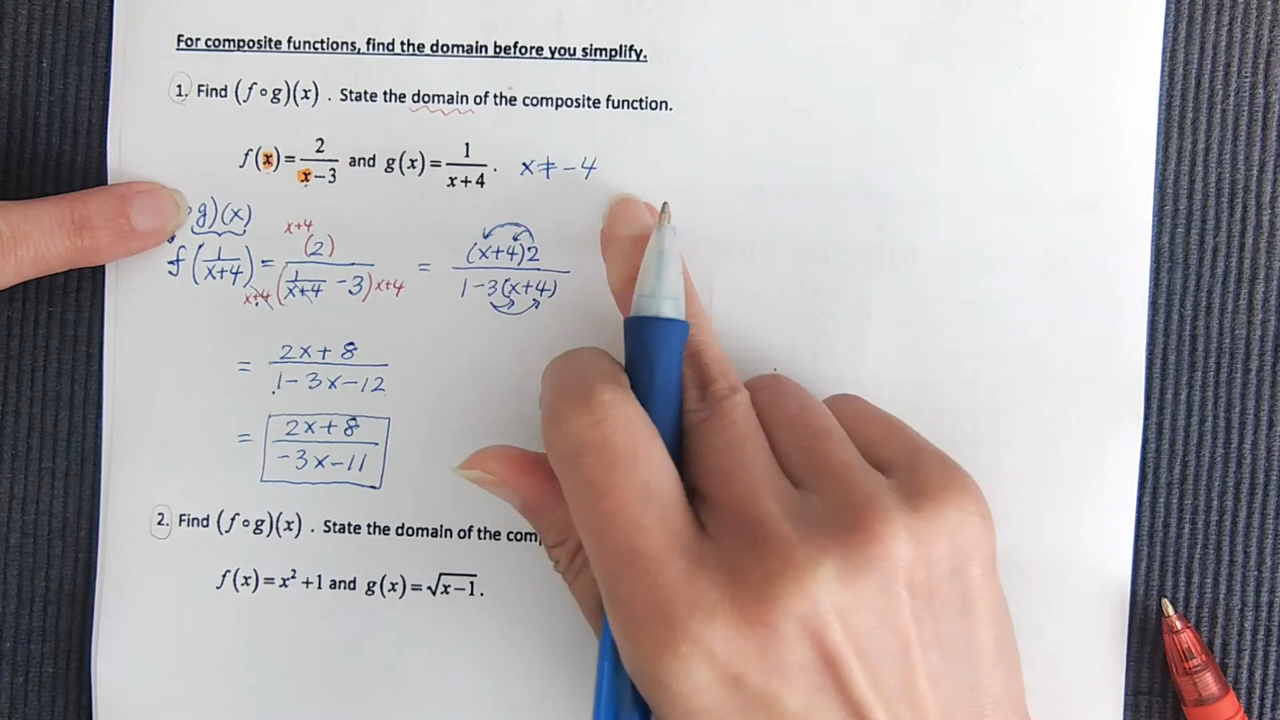 For composite functions, find the domain before you simplify.
1. Find (f∘g)(x) . State the domain of the composite function.
f(x)=2/(x−3) and g(x)=1/(x+4). x≠−4
g)(x)
f(1/(x+4)) = x+4 (2) / x+4 (1/(x+4) −3) x+4 = (x+4)2 / 1−3(x+4)
= 2x+8 / 1−3x−12
= 2x+8 / −3x−11
2. Find (f∘g)(x) . State the domain of the
f(x)=x²+1 and g(x)=√(x−1).